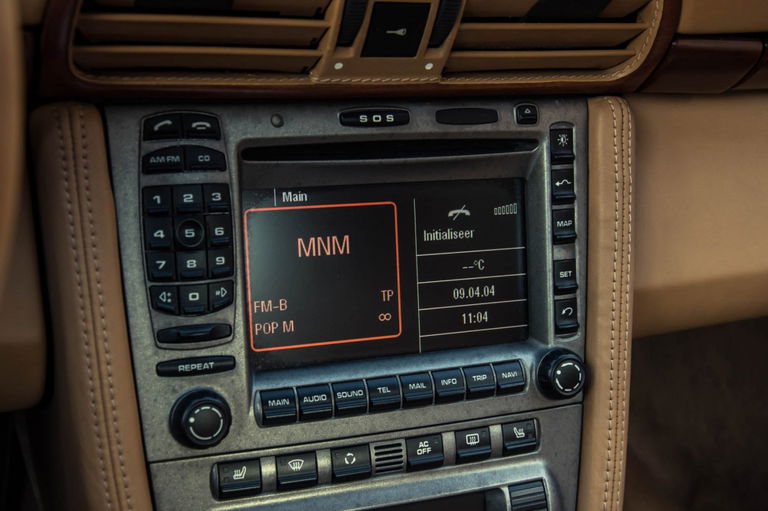 SOS
AM FM CD
1 2 3
4 5 6
7 8 9
0
REPEAT
Main
MNM
FM-B TP
POP M ∞
Initialiseer
--°C
09.04.04
11:04
MAP
SET
MAIN AUDIO SOUND TEL MAIL INFO TRIP NAVI
AC
OFF